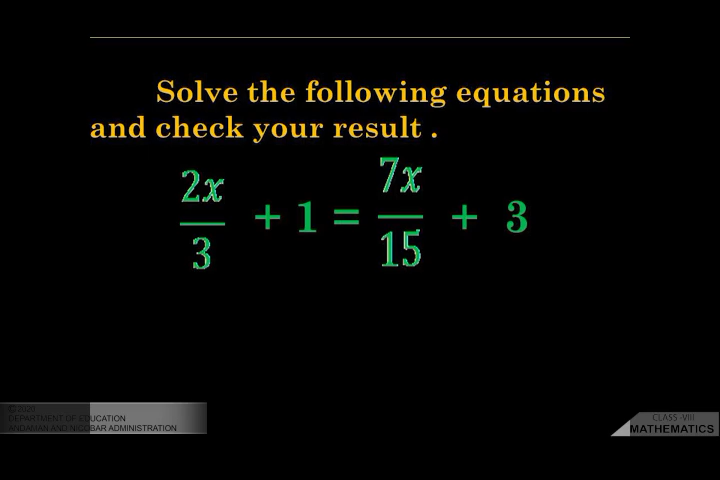 Solve the following equations
and check your result .
2x/3 + 1 = 7x/15 + 3
© 2020
DEPARTMENT OF EDUCATION
ANDAMAN AND NICOBAR ADMINISTRATION
CLASS -VIII
MATHEMATICS